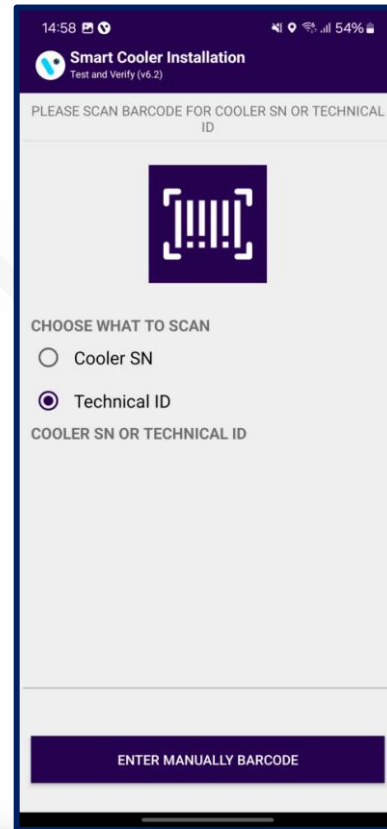 14:58 54%
Smart Cooler Installation
Test and Verify (v6.2)
PLEASE SCAN BARCODE FOR COOLER SN OR TECHNICAL
ID
CHOOSE WHAT TO SCAN
Cooler SN
Technical ID
COOLER SN OR TECHNICAL ID
ENTER MANUALLY BARCODE